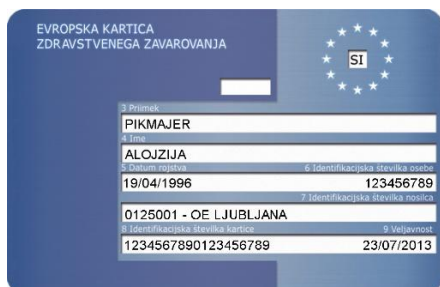 EVROPSKA KARTICA
ZDRAVSTVENEGA ZAVAROVANJA
SI
3 Priimek
PIKMAJER
4 Ime
ALOJZIJA
5 Datum rojstva 6 Identifikacijska številka osebe
19/04/1996 123456789
7 Identifikacijska številka nosilca
0125001 - OE LJUBLJANA
8 Identifikacijska številka kartice 9 Veljavnost
1234567890123456789 23/07/2013